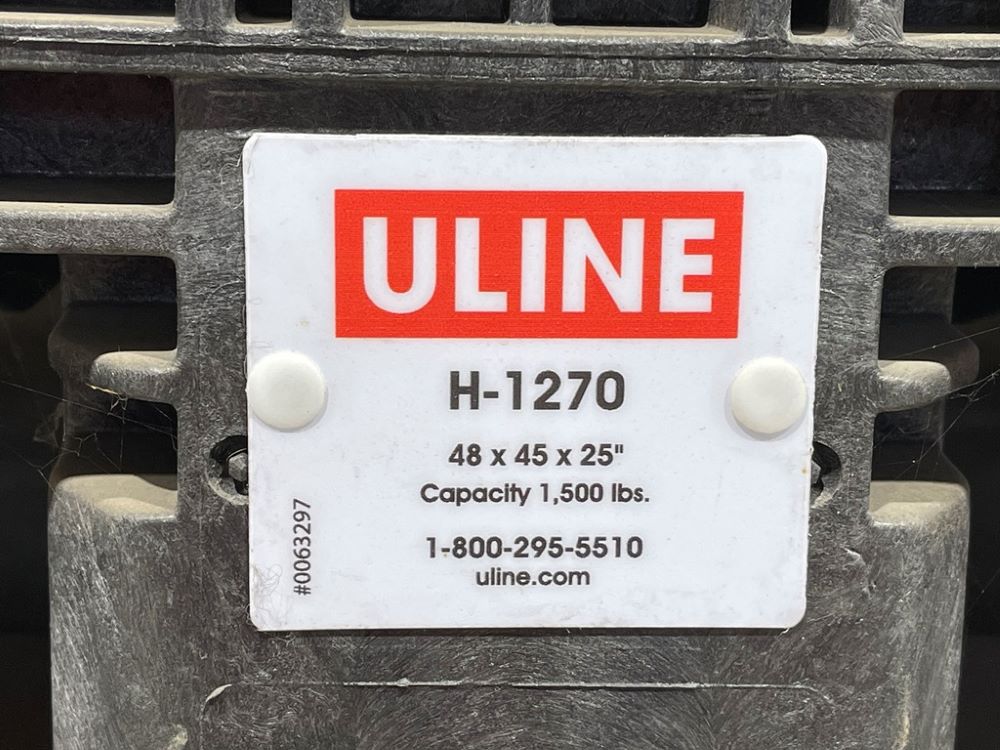 ULINE
H-1270
48 x 45 x 25"
Capacity 1,500 lbs.
1-800-295-5510
uline.com
#0063297